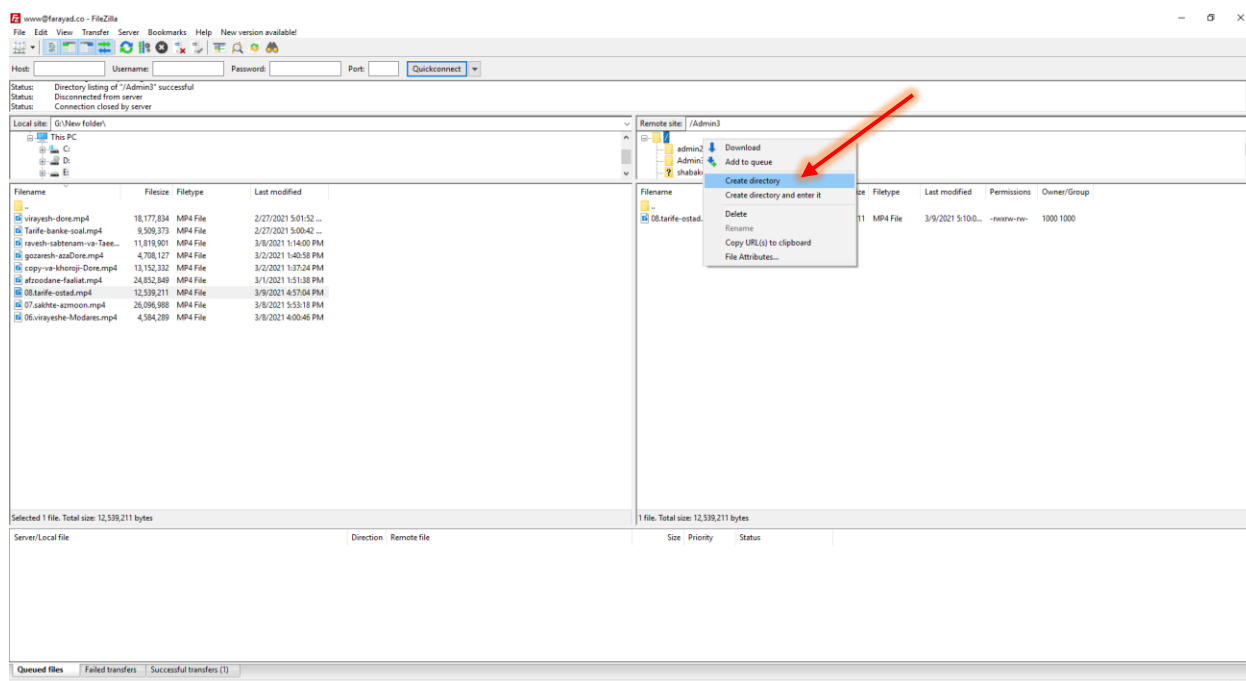 www@farayad.co - FileZilla
File Edit View Transfer Server Bookmarks Help New version available!
Host: Username: Password: Port: Quickconnect
Status: Directory listing of "/Admin3" successful
Status: Disconnected from server
Status: Connection closed by server
Local site: G:\New folder\
This PC
C:
D:
E:
Remote site: /Admin3
/
admin2
Admin3
? shabak
Download
Add to queue
Create directory
Create directory and enter it
Delete
Rename
Copy URL(s) to clipboard
File Attributes...
Filename Filesize Filetype Last modified
..
virayesh-dore.mp4 18,177,834 MP4 File 2/27/2021 5:01:52 ...
Tarife-banke-soal.mp4 9,509,373 MP4 File 2/27/2021 5:00:42 ...
ravesh-sabtenam-va-Taee... 11,819,901 MP4 File 3/8/2021 1:14:00 PM
gozaresh-azaDore.mp4 4,708,127 MP4 File 3/2/2021 1:40:58 PM
copy-va-khoroji-Dore.mp4 13,152,332 MP4 File 3/2/2021 1:37:24 PM
afzoodane-faaliat.mp4 24,852,849 MP4 File 3/1/2021 1:51:38 PM
08.tarife-ostad.mp4 12,539,211 MP4 File 3/9/2021 4:57:04 PM
07.sakhte-azmoon.mp4 26,096,988 MP4 File 3/8/2021 5:53:18 PM
06.virayeshe-Modares.mp4 4,584,289 MP4 File 3/8/2021 4:00:46 PM
Selected 1 file. Total size: 12,539,211 bytes
Filename ize Filetype Last modified Permissions Owner/Group
..
08.tarife-ostad. 11 MP4 File 3/9/2021 5:10:0... -rwxrw-rw- 1000 1000
1 file. Total size: 12,539,211 bytes
Server/Local file Direction Remote file Size Priority Status
Queued files Failed transfers Successful transfers (1)